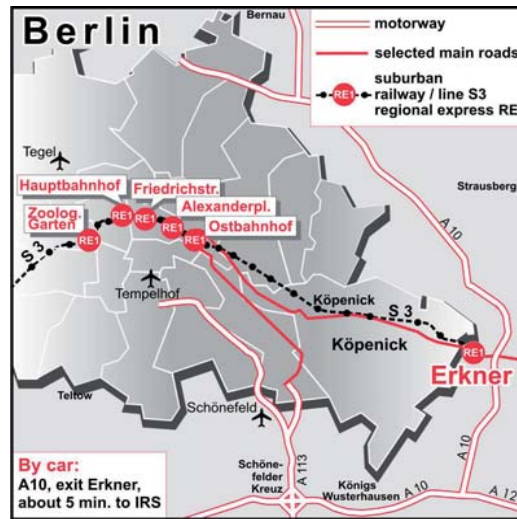 Berlin
Bernau
motorway
selected main roads
RE1
suburban
railway / line S3
regional express RE
Tegel
Strausberg
Hauptbahnhof
Friedrichstr.
Alexanderpl.
Zoolog.
Garten
Ostbahnhof
RE1
RE1
RE1
RE1
RE1
A 10
S 3
Tempelhof
Köpenick
S 3
Köpenick
RE1
Erkner
Teltow
Schönefeld
A 10
By car:
A10, exit Erkner,
about 5 min. to IRS
Schöne-
felder
Kreuz
A 113
Königs
Wusterhausen
A 10
A 12